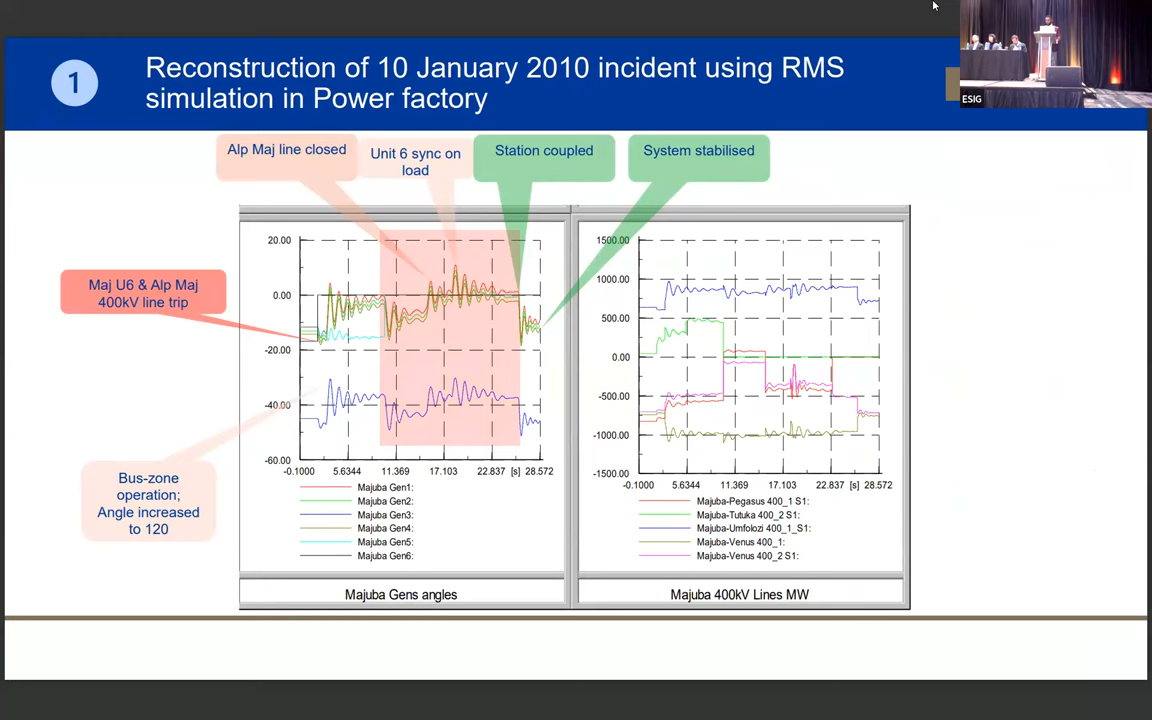 1
Reconstruction of 10 January 2010 incident using RMS
simulation in Power factory
ESIG
Alp Maj line closed
Unit 6 sync on
load
Station coupled
System stabilised
Maj U6 & Alp Maj
400kV line trip
Bus-zone
operation;
Angle increased
to 120
20.00
0.00
-20.00
-40.00
-60.00
-0.1000 5.6344 11.369 17.103 22.837 [s] 28.572
Majuba Gen1:
Majuba Gen2:
Majuba Gen3:
Majuba Gen4:
Majuba Gen5:
Majuba Gen6:
Majuba Gens angles
1500.00
1000.00
500.00
0.00
-500.00
-1000.00
-1500.00
-0.1000 5.6344 11.369 17.103 22.837 [s] 28.572
Majuba-Pegasus 400_1 S1:
Majuba-Tutuka 400_2 S1:
Majuba-Umfolozi 400_1_S1:
Majuba-Venus 400_1:
Majuba-Venus 400_2 S1:
Majuba 400kV Lines MW